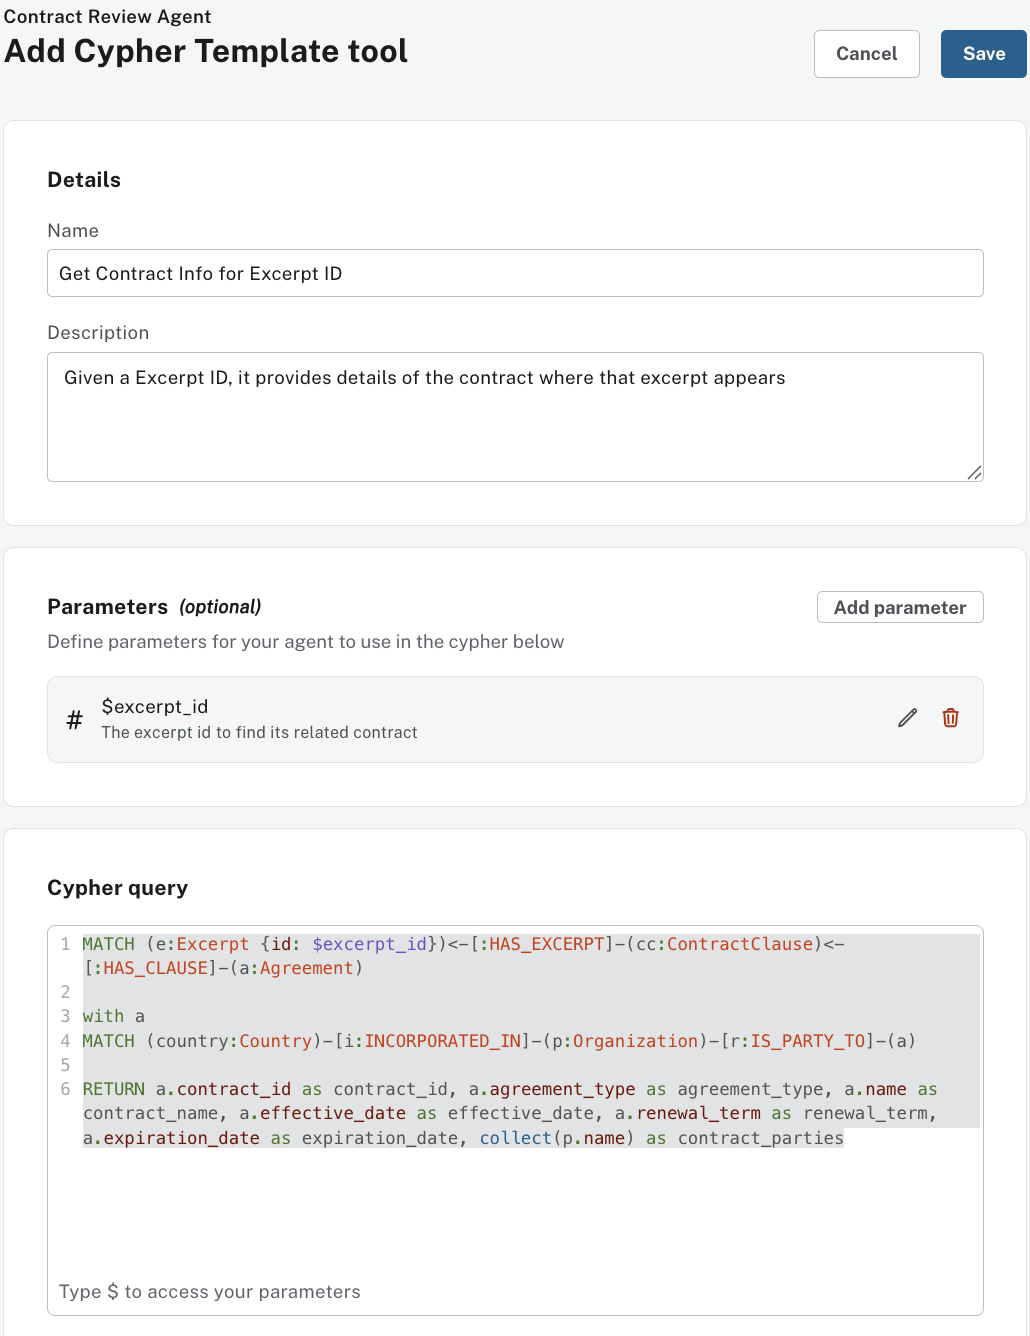 Contract Review Agent
Add Cypher Template tool
Cancel
Save
Details
Name
Get Contract Info for Excerpt ID
Description
Given a Excerpt ID, it provides details of the contract where that excerpt appears
Parameters (optional)
Add parameter
Define parameters for your agent to use in the cypher below
# $excerpt_id
The excerpt id to find its related contract
Cypher query
1 MATCH (e:Excerpt {id: $excerpt_id})<-[:HAS_EXCERPT]-(cc:ContractClause)<-
[:HAS_CLAUSE]-(a:Agreement)
2
3 with a
4 MATCH (country:Country)-[i:INCORPORATED_IN]-(p:Organization)-[r:IS_PARTY_TO]-(a)
5
6 RETURN a.contract_id as contract_id, a.agreement_type as agreement_type, a.name as
contract_name, a.effective_date as effective_date, a.renewal_term as renewal_term,
a.expiration_date as expiration_date, collect(p.name) as contract_parties
Type $ to access your parameters